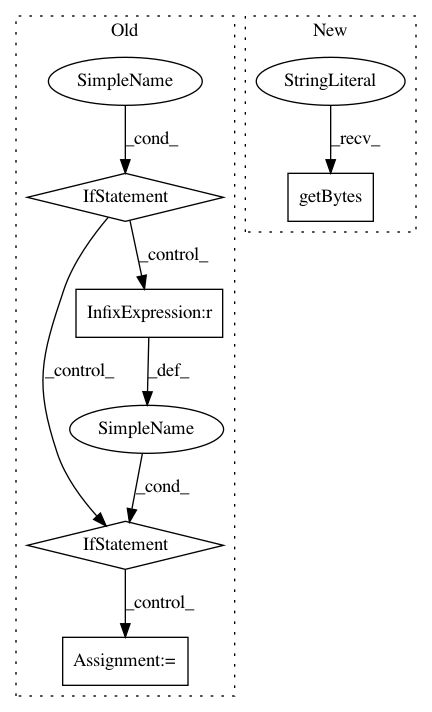 Old
New
SimpleName
StringLiteral
_cond_
_recv_
IfStatement
getBytes
_control_
InfixExpression:r
_control_
_def_
SimpleName
_cond_
IfStatement
_control_
Assignment:=